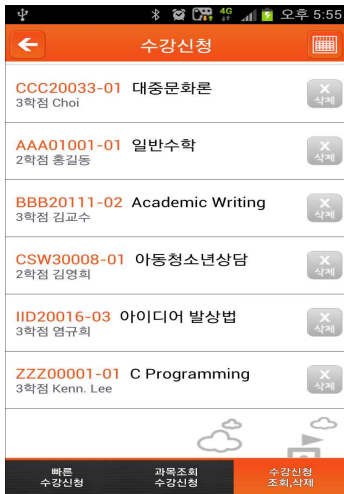 4G 오후 5:55
수강신청
CCC20033-01 대중문화론
3학점 Choi
X
삭제
AAA01001-01 일반수학
2학점 홍길동
X
삭제
BBB20111-02 Academic Writing
3학점 김교수
X
삭제
CSW30008-01 아동청소년상담
2학점 김영희
X
삭제
IID20016-03 아이디어 발상법
3학점 염규희
X
삭제
ZZZ00001-01 C Programming
3학점 Kenn. Lee
X
삭제
빠른
수강신청
과목조회
수강신청
수강신청
조회,삭제